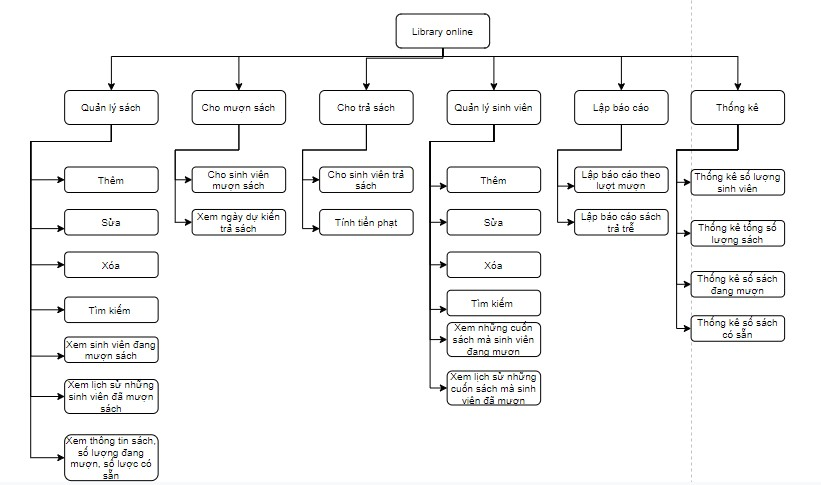 Library online
Quản lý sách
Cho mượn sách
Cho trả sách
Quản lý sinh viên
Lập báo cáo
Thống kê
Thêm
Sửa
Xóa
Tìm kiếm
Xem sinh viên đang
mượn sách
Xem lịch sử những
sinh viên đã mượn
sách
Xem thông tin sách,
số lượng đang
mượn, số lược có
sẵn
Cho sinh viên
mượn sách
Xem ngày dự kiến
trả sách
Cho sinh viên trả
sách
Tính tiền phạt
Thêm
Sửa
Xóa
Tìm kiếm
Xem những cuốn
sách mà sinh viên
đang mượn
Xem lịch sử những
cuốn sách mà sinh
viên đã mượn
Lập báo cáo theo
lượt mượn
Lập báo cáo sách
trả trễ
Thống kê số lượng
sinh viên
Thống kê tổng số
lượng sách
Thống kê số sách
đang mượn
Thống kê số sách
có sẵn